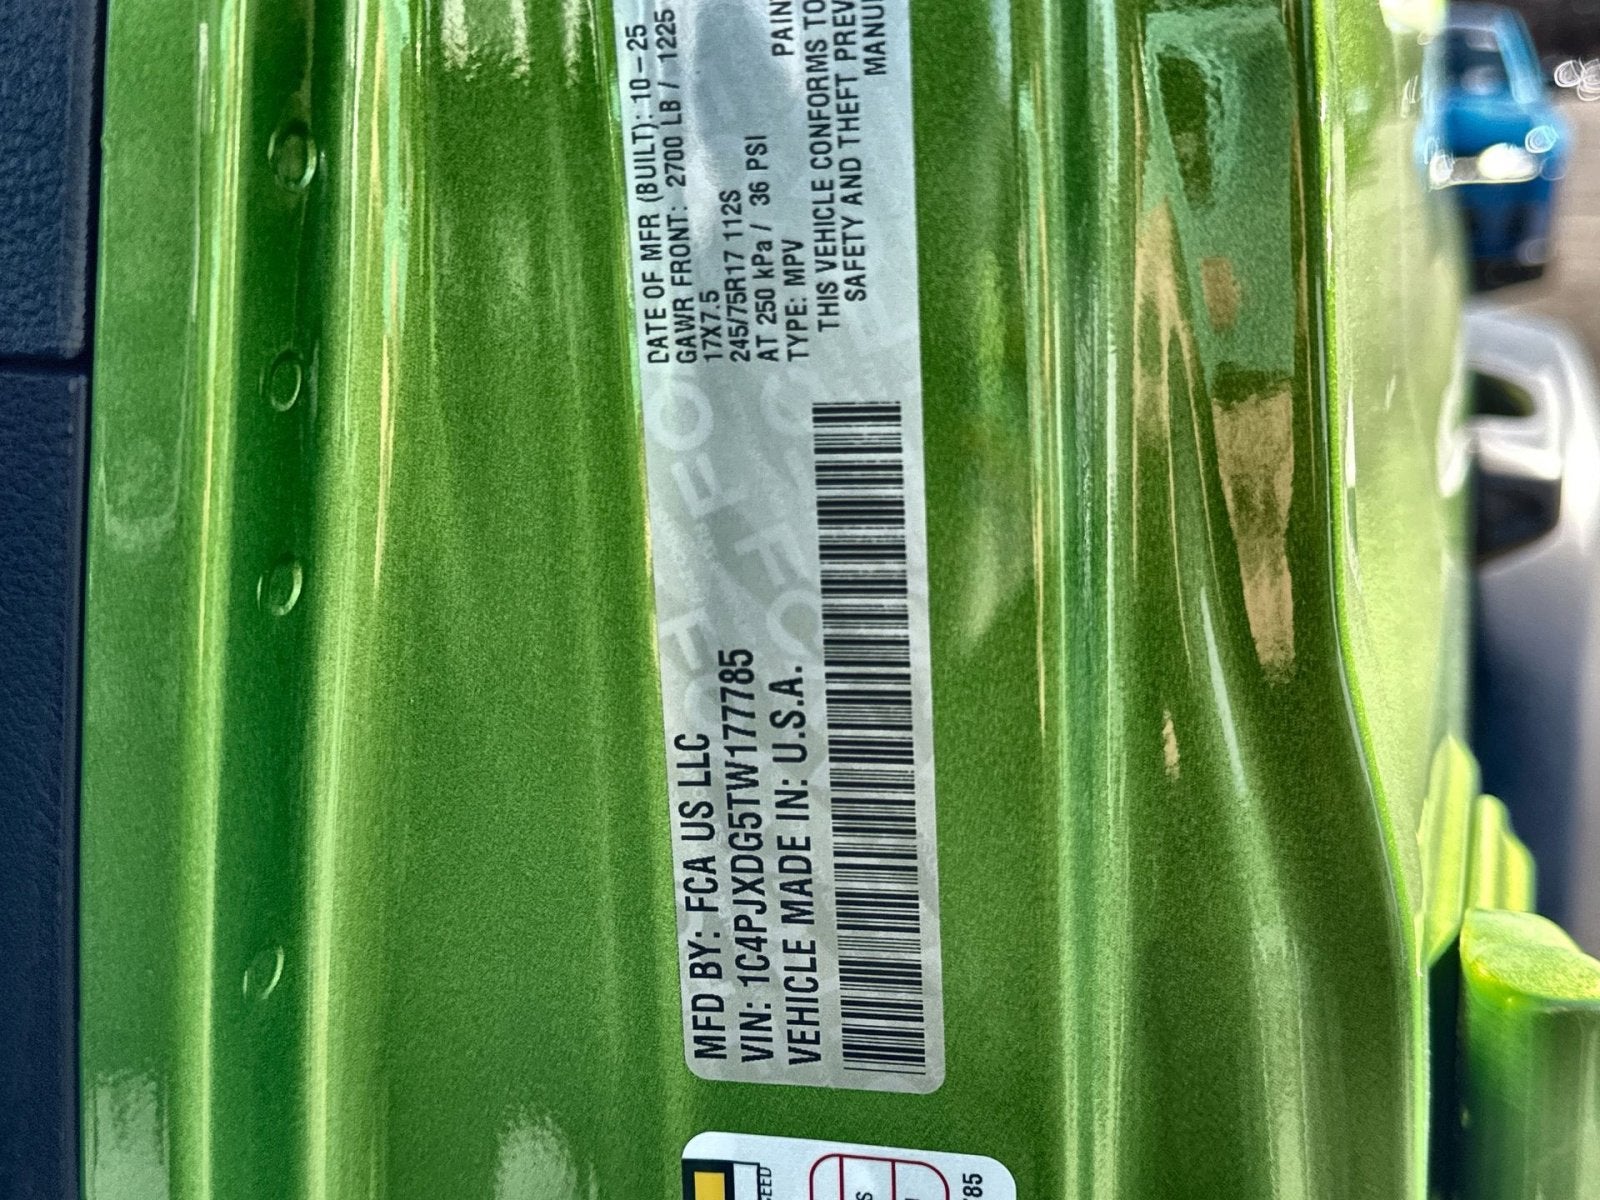 MFD BY: FCA US LLC
VIN: 1C4PJXDG5TW177785
VEHICLE MADE IN: U.S.A.
DATE OF MFR (BUILT): 10-25
GAWR FRONT: 2700 LB / 1225
17X7.5
245/75R17 112S
AT 250 kPa / 36 PSI
TYPE: MPV
PAIN
THIS VEHICLE CONFORMS TO
SAFETY AND THEFT PREV
MANU
85